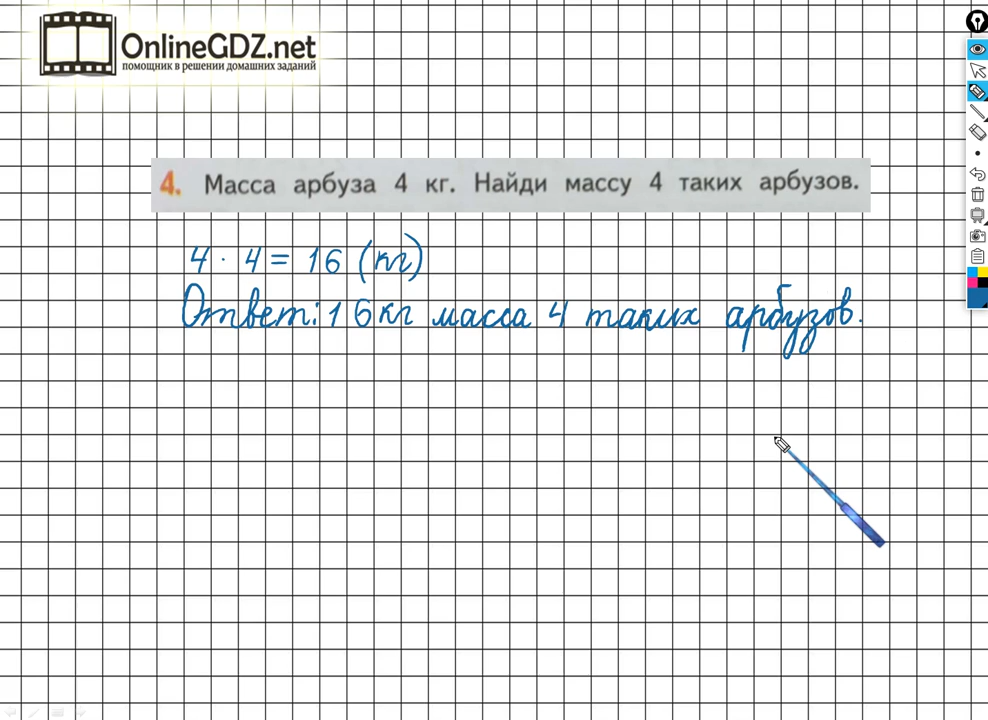 OnlineGDZ.net
помощник в решении домашних заданий
4. Масса арбуза 4 кг. Найди массу 4 таких арбузов.
4 · 4 = 16 (кг)
Ответ: 16 кг масса 4 таких арбузов.